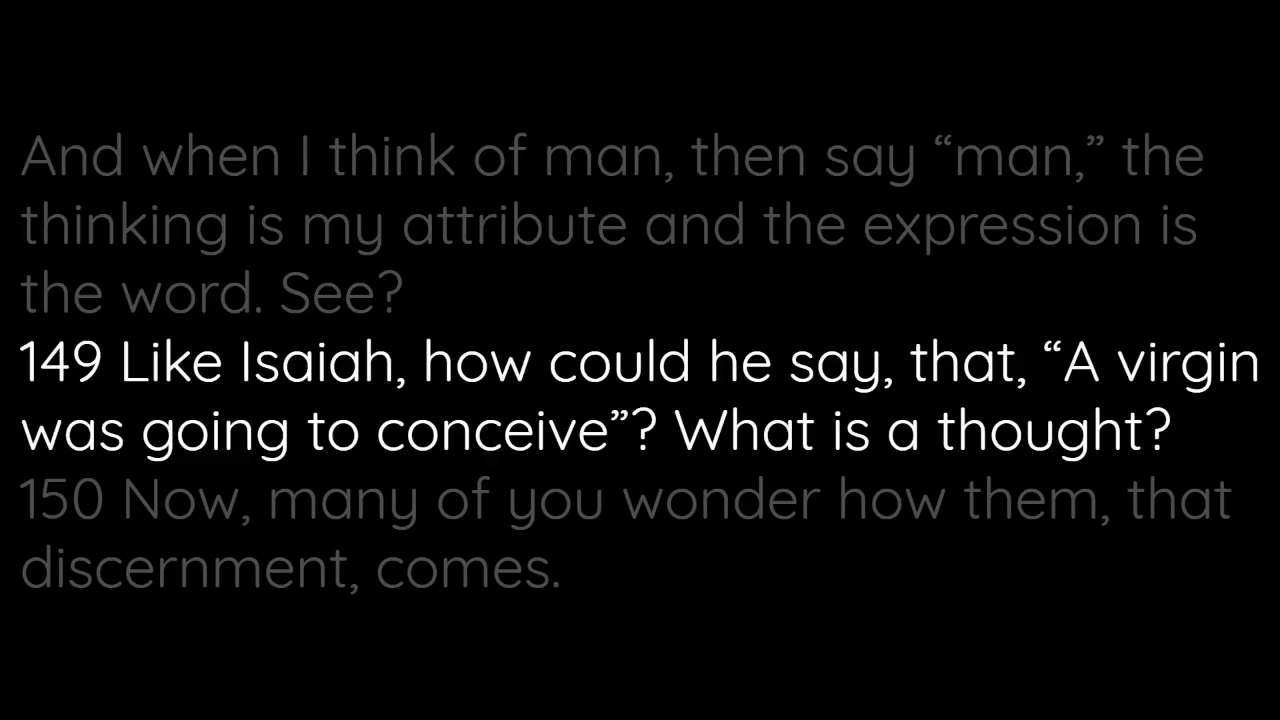 And when I think of man, then say “man,” the
thinking is my attribute and the expression is
the word. See?
149 Like Isaiah, how could he say, that, “A virgin
was going to conceive”? What is a thought?
150 Now, many of you wonder how them, that
discernment, comes.